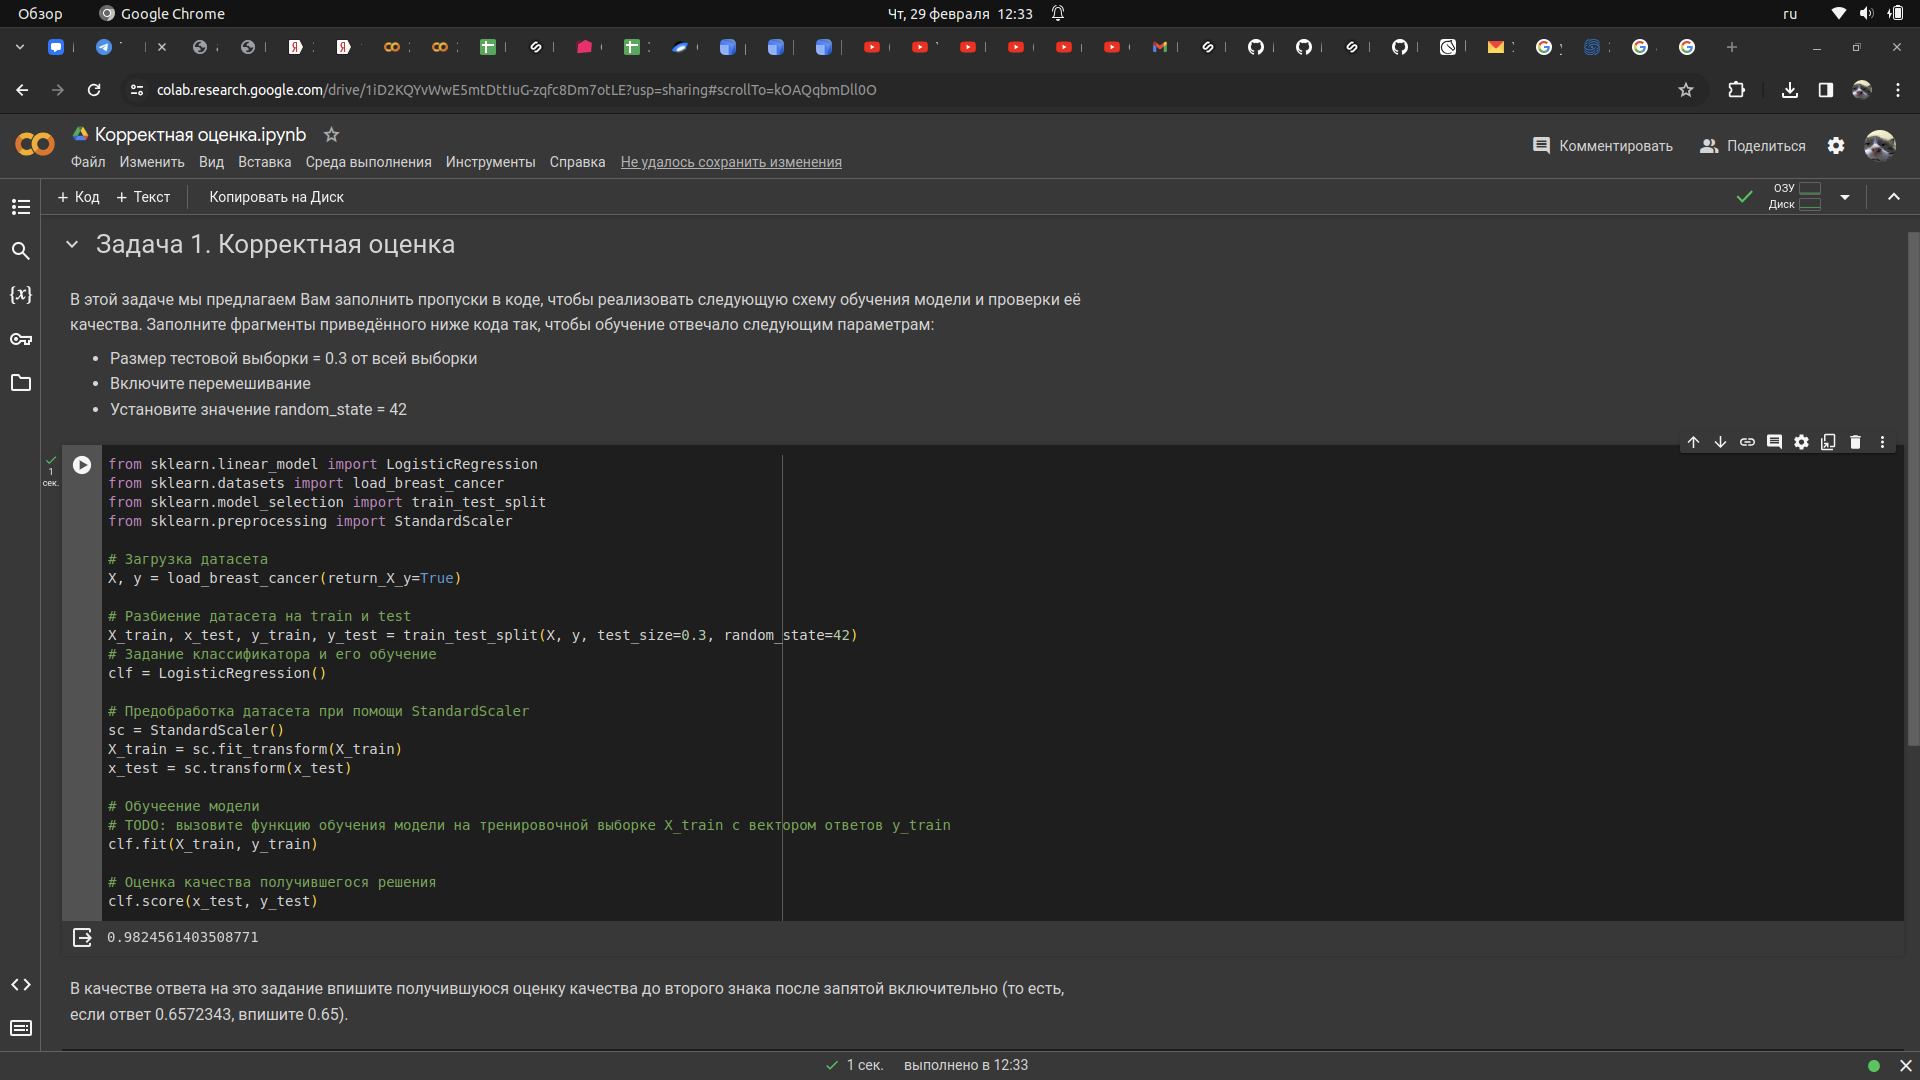 Обзор
Google Chrome
Чт, 29 февраля 12:33
ru
colab.research.google.com/drive/1iD2KQYvWwE5mtDttIuG-zqfc8Dm7otLE?usp=sharing#scrollTo=kOAQqbmDll0O
Корректная оценка.ipynb
Комментировать
Поделиться
Файл Изменить Вид Вставка Среда выполнения Инструменты Справка Не удалось сохранить изменения
+ Код + Текст Копировать на Диск
ОЗУ
Диск
Задача 1. Корректная оценка
В этой задаче мы предлагаем Вам заполнить пропуски в коде, чтобы реализовать следующую схему обучения модели и проверки её
качества. Заполните фрагменты приведённого ниже кода так, чтобы обучение отвечало следующим параметрам:
• Размер тестовой выборки = 0.3 от всей выборки
• Включите перемешивание
• Установите значение random_state = 42
1
сек.
from sklearn.linear_model import LogisticRegression
from sklearn.datasets import load_breast_cancer
from sklearn.model_selection import train_test_split
from sklearn.preprocessing import StandardScaler
# Загрузка датасета
X, y = load_breast_cancer(return_X_y=True)
# Разбиение датасета на train и test
X_train, x_test, y_train, y_test = train_test_split(X, y, test_size=0.3, random_state=42)
# Задание классификатора и его обучение
clf = LogisticRegression()
# Предобработка датасета при помощи StandardScaler
sc = StandardScaler()
X_train = sc.fit_transform(X_train)
x_test = sc.transform(x_test)
# Обучеение модели
# TODO: вызовите функцию обучения модели на тренировочной выборке X_train с вектором ответов y_train
clf.fit(X_train, y_train)
# Оценка качества получившегося решения
clf.score(x_test, y_test)
0.9824561403508771
В качестве ответа на это задание впишите получившуюся оценку качества до второго знака после запятой включительно (то есть,
если ответ 0.6572343, впишите 0.65).
1 сек. выполнено в 12:33